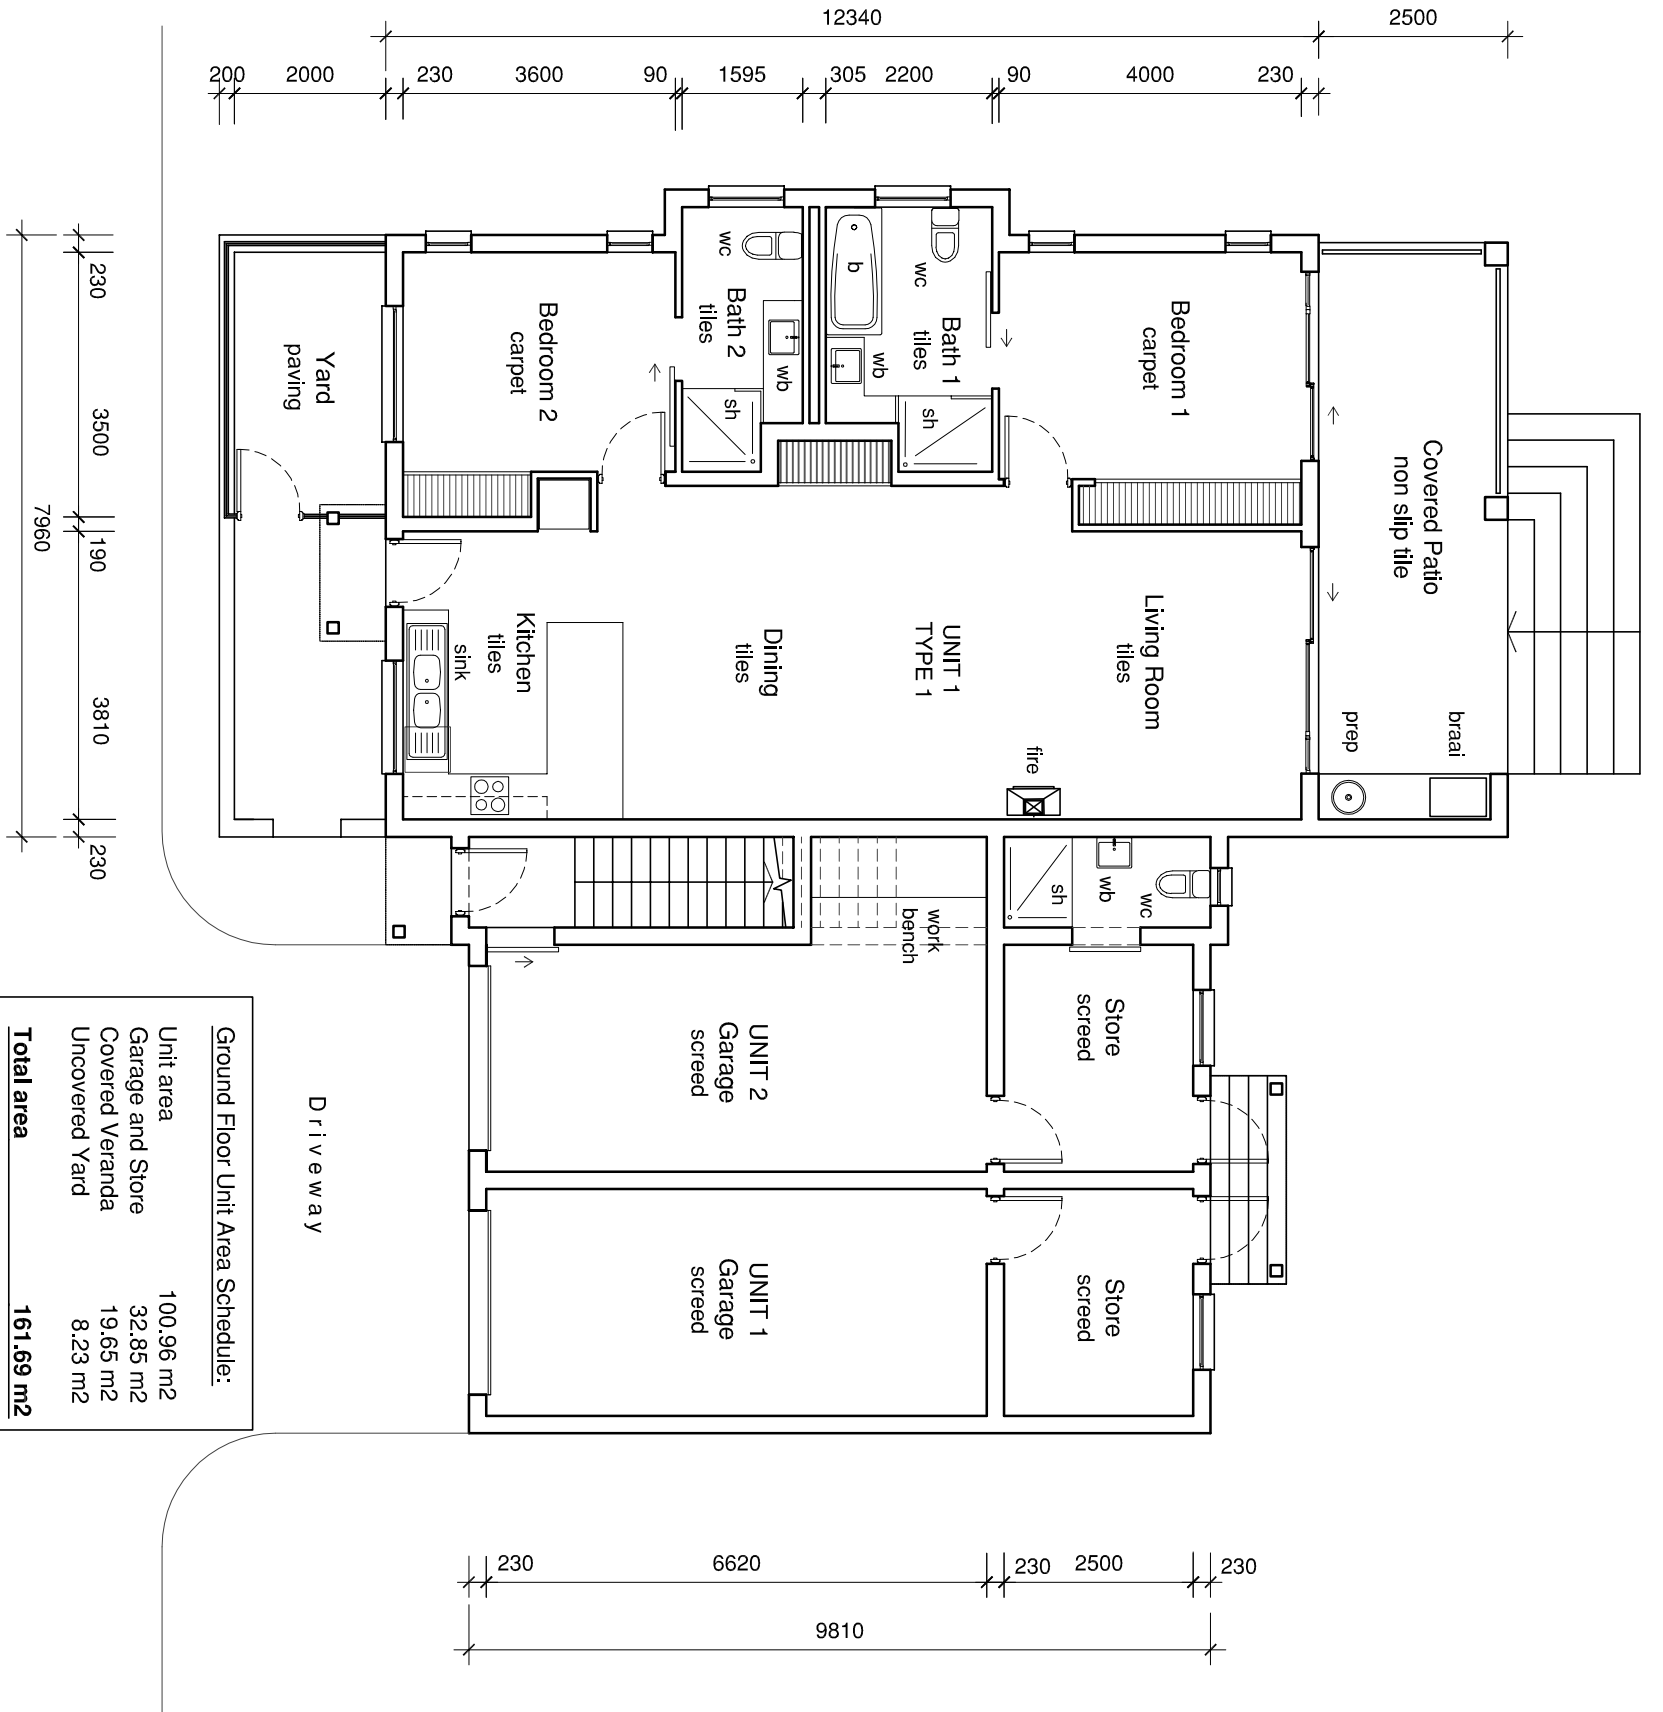 12340
2500
200
2000
230
3600
90
1595
305
2200
90
4000
230
230
3500
190
3810
230
7960
Yard
paving
Bedroom 2
carpet
wc
Bath 2
tiles
wb
sh
b
wc
Bath 1
tiles
wb
sh
Bedroom 1
carpet
Covered Patio
non slip tile
Kitchen
tiles
sink
Dining
tiles
UNIT 1
TYPE 1
Living Room
tiles
fire
prep
braai
work
bench
sh
wb
wc
UNIT 2
Garage
screed
Store
screed
UNIT 1
Garage
screed
Store
screed
Driveway
Ground Floor Unit Area Schedule:
Unit area 100.96 m2
Garage and Store 32.85 m2
Covered Veranda 19.65 m2
Uncovered Yard 8.23 m2
Total area 161.69 m2
230
6620
230
2500
230
9810